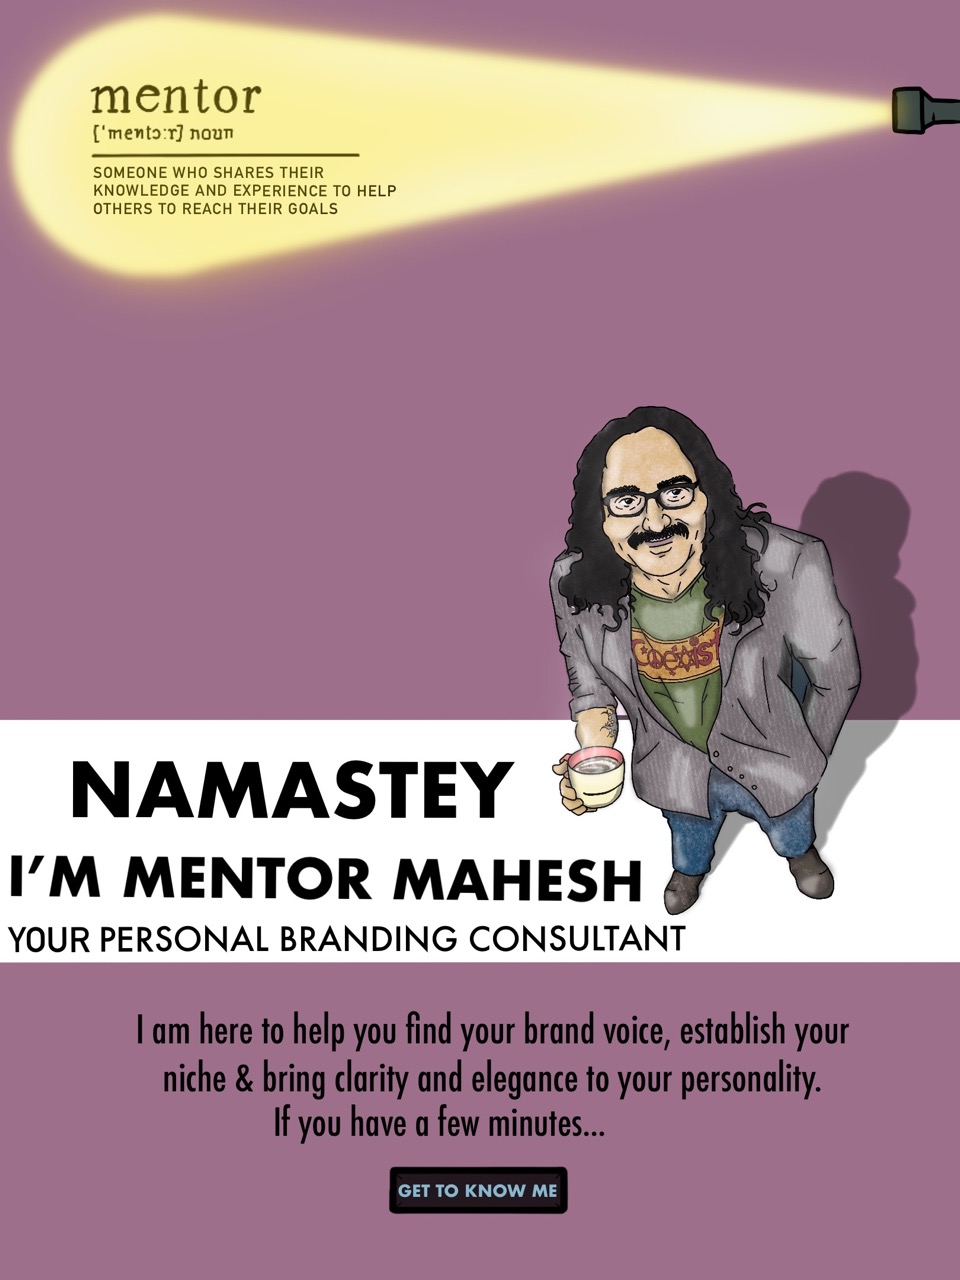 mentor
['mentɔːr] noun
SOMEONE WHO SHARES THEIR
KNOWLEDGE AND EXPERIENCE TO HELP
OTHERS TO REACH THEIR GOALS
COEXIST
NAMASTEY
I'M MENTOR MAHESH
YOUR PERSONAL BRANDING CONSULTANT
I am here to help you find your brand voice, establish your
niche & bring clarity and elegance to your personality.
If you have a few minutes...
GET TO KNOW ME